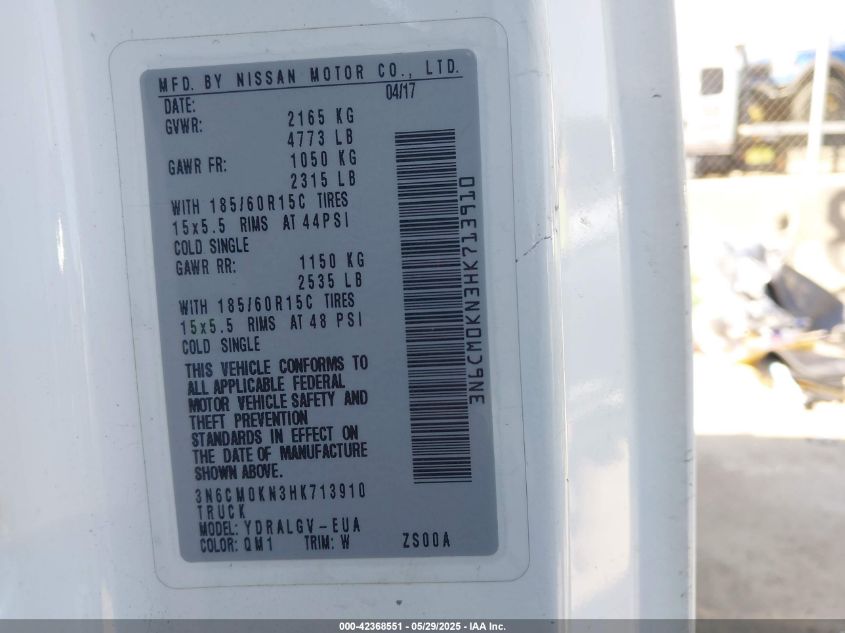 MFD. BY NISSAN MOTOR CO., LTD.
DATE: 04/17
GVWR: 2165 KG
4773 LB
GAWR FR: 1050 KG
2315 LB
WITH 185/60R15C TIRES
15x5.5 RIMS AT 44PSI
COLD SINGLE
GAWR RR: 1150 KG
2535 LB
WITH 185/60R15C TIRES
15x5.5 RIMS AT 48 PSI
COLD SINGLE
THIS VEHICLE CONFORMS TO
ALL APPLICABLE FEDERAL
MOTOR VEHICLE SAFETY AND
THEFT PREVENTION
STANDARDS IN EFFECT ON
THE DATE OF MANUFACTURE
SHOWN ABOVE.
3N6CM0KN3HK713910
TRUCK
MODEL: YDRALGV-EUA
COLOR: QM1 TRIM: W ZS00A
3N6CM0KN3HK713910
000-42368551 - 05/29/2025 - IAA Inc.